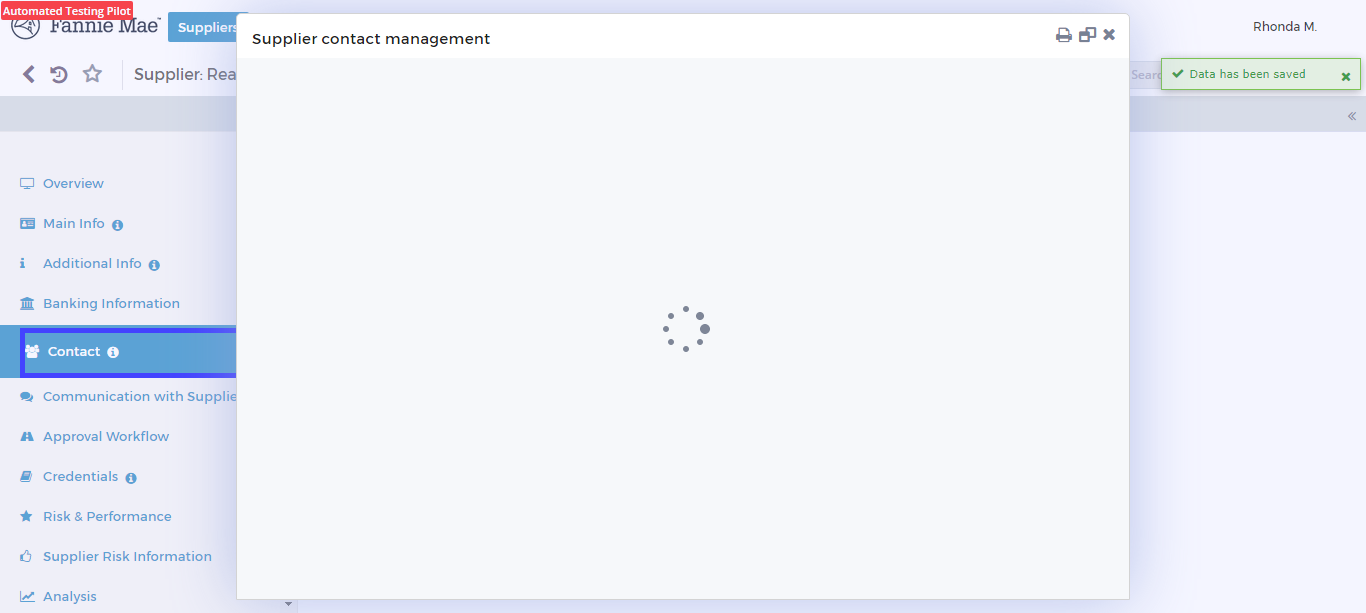 Automated Testing Pilot
Fannie Mae
Suppliers
Supplier contact management
Rhonda M.
Supplier: Rea
Data has been saved
Overview
Main Info
Additional Info
Banking Information
Contact
Communication with Supplie
Approval Workflow
Credentials
Risk & Performance
Supplier Risk Information
Analysis